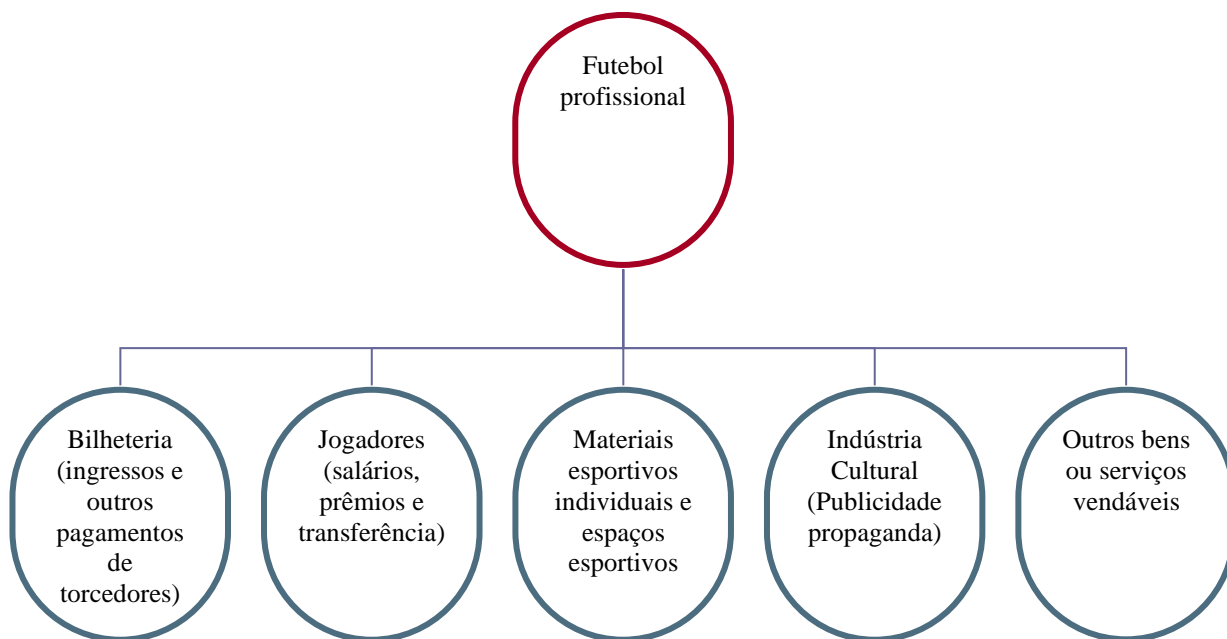 Futebol
profissional
Bilheteria
(ingressos e
outros
pagamentos
de
torcedores)
Jogadores
(salários,
prêmios e
transferência)
Materiais
esportivos
individuais e
espaços
esportivos
Indústria
Cultural
(Publicidade
propaganda)
Outros bens
ou serviços
vendáveis